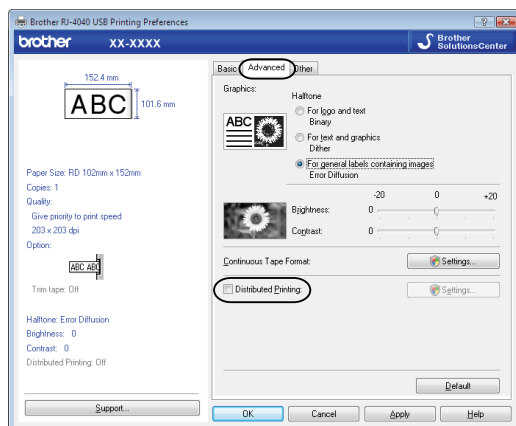 Brother RJ-4040 USB Printing Preferences
brother XX-XXXX
Brother
SolutionsCenter
152.4 mm
ABC
101.6 mm
Paper Size: RD 102mm x 152mm
Copies: 1
Quality:
Give priority to print speed
203 x 203 dpi
Option:
ABC ABC
Trim tape: Off
Halftone: Error Diffusion
Brightness: 0
Contrast: 0
Distributed Printing: Off
Support...
Basic Advanced Other
Graphics:
ABC
Halftone
For logo and text
Binary
For text and graphics
Dither
For general labels containing images
Error Diffusion
-20 0 +20
Brightness: 0
Contrast: 0
Continuous Tape Format: Settings...
Distributed Printing: Settings...
Default
OK Cancel Apply Help